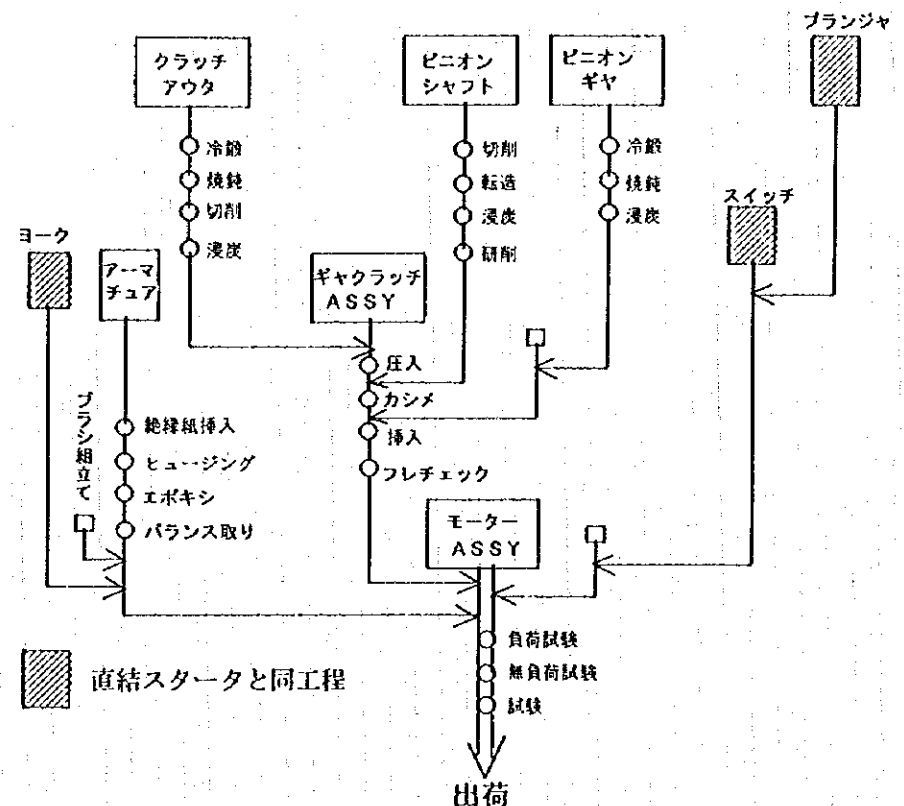 プランジャ
クラッチ
アウタ
ピニオン
シャフト
ピニオン
ギヤ
冷鍛
焼鈍
切削
浸炭
切削
転造
浸炭
研削
冷鍛
焼鈍
浸炭
スイッチ
ヨーク
アーマ
チュア
ギャクラッチ
ASSY
圧入
カシメ
挿入
フレチェック
ブラシ組立て
絶縁紙挿入
ヒュージング
エポキシ
バランス取り
モーター
ASSY
負荷試験
無負荷試験
試験
直結スタータと同工程
出荷